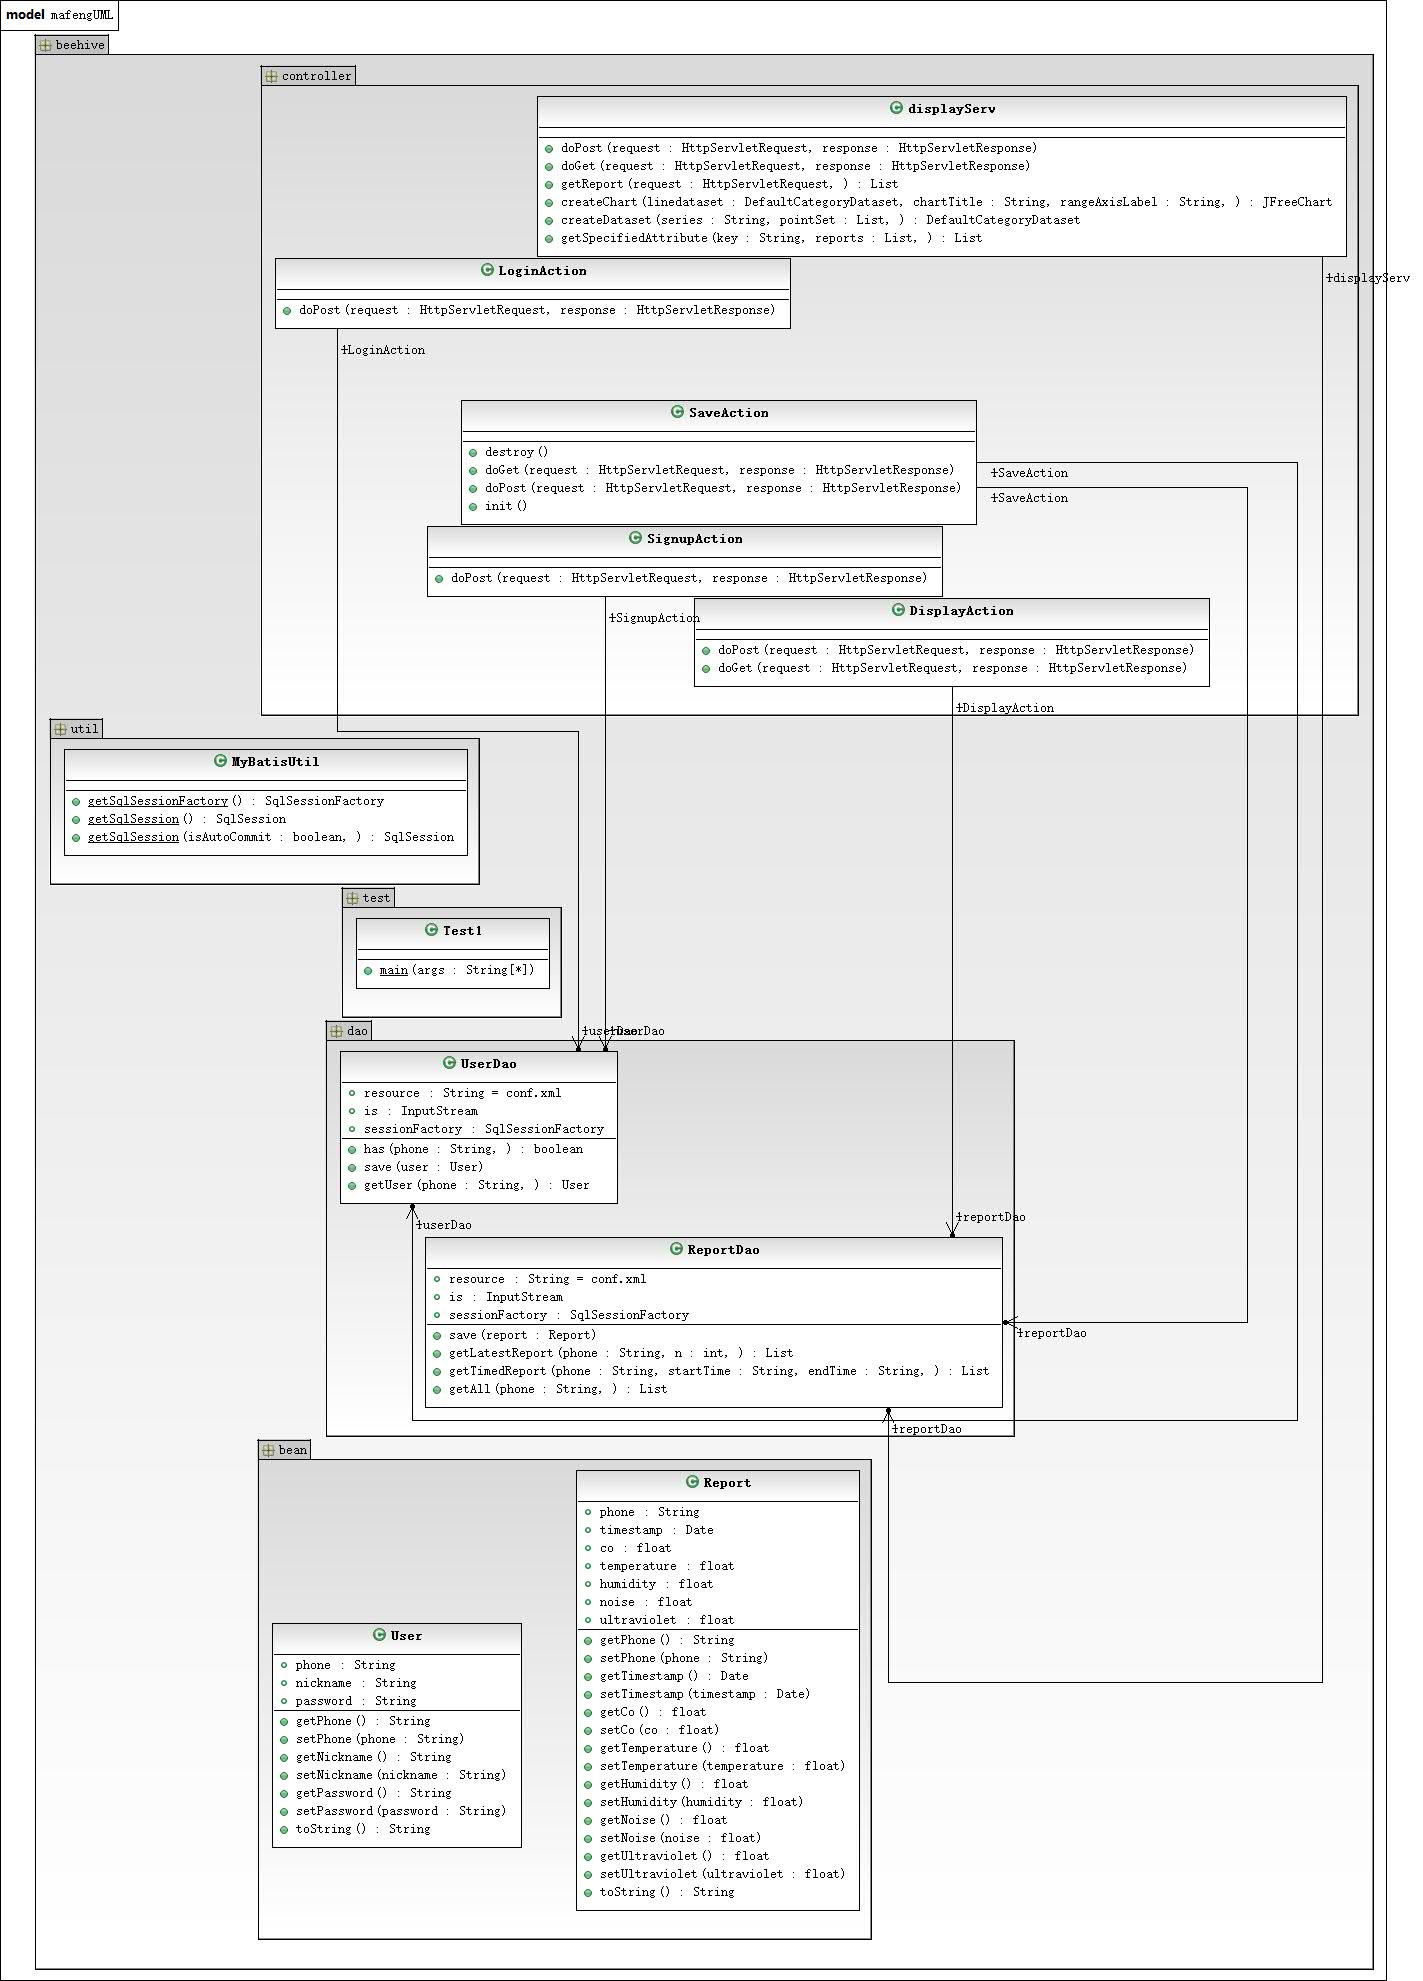 model mafengUML
beehive
controller
displayServ
doPost(request : HttpServletRequest, response : HttpServletResponse)
doGet(request : HttpServletRequest, response : HttpServletResponse)
getReport(request : HttpServletRequest, ) : List
createChart(linedataset : DefaultCategoryDataset, chartTitle : String, rangeAxisLabel : String, ) : JFreeChart
createDataset(series : String, pointSet : List, ) : DefaultCategoryDataset
getSpecifiedAttribute(key : String, reports : List, ) : List
+displayServ
LoginAction
doPost(request : HttpServletRequest, response : HttpServletResponse)
+LoginAction
SaveAction
destroy()
doGet(request : HttpServletRequest, response : HttpServletResponse)
doPost(request : HttpServletRequest, response : HttpServletResponse)
init()
+SaveAction
+SaveAction
SignupAction
doPost(request : HttpServletRequest, response : HttpServletResponse)
+SignupAction
DisplayAction
doPost(request : HttpServletRequest, response : HttpServletResponse)
doGet(request : HttpServletRequest, response : HttpServletResponse)
+DisplayAction
util
MyBatisUtil
getSqlSessionFactory() : SqlSessionFactory
getSqlSession() : SqlSession
getSqlSession(isAutoCommit : boolean, ) : SqlSession
test
Test1
main(args : String[*])
dao
+userDao
+userDao
UserDao
resource : String = conf.xml
is : InputStream
sessionFactory : SqlSessionFactory
has(phone : String, ) : boolean
save(user : User)
getUser(phone : String, ) : User
+userDao
+reportDao
ReportDao
resource : String = conf.xml
is : InputStream
sessionFactory : SqlSessionFactory
save(report : Report)
getLatestReport(phone : String, n : int, ) : List
getTimedReport(phone : String, startTime : String, endTime : String, ) : List
getAll(phone : String, ) : List
+reportDao
+reportDao
bean
Report
phone : String
timestamp : Date
co : float
temperature : float
humidity : float
noise : float
ultraviolet : float
getPhone() : String
setPhone(phone : String)
getTimestamp() : Date
setTimestamp(timestamp : Date)
getCo() : float
setCo(co : float)
getTemperature() : float
setTemperature(temperature : float)
getHumidity() : float
setHumidity(humidity : float)
getNoise() : float
setNoise(noise : float)
getUltraviolet() : float
setUltraviolet(ultraviolet : float)
toString() : String
User
phone : String
nickname : String
password : String
getPhone() : String
setPhone(phone : String)
getNickname() : String
setNickname(nickname : String)
getPassword() : String
setPassword(password : String)
toString() : String